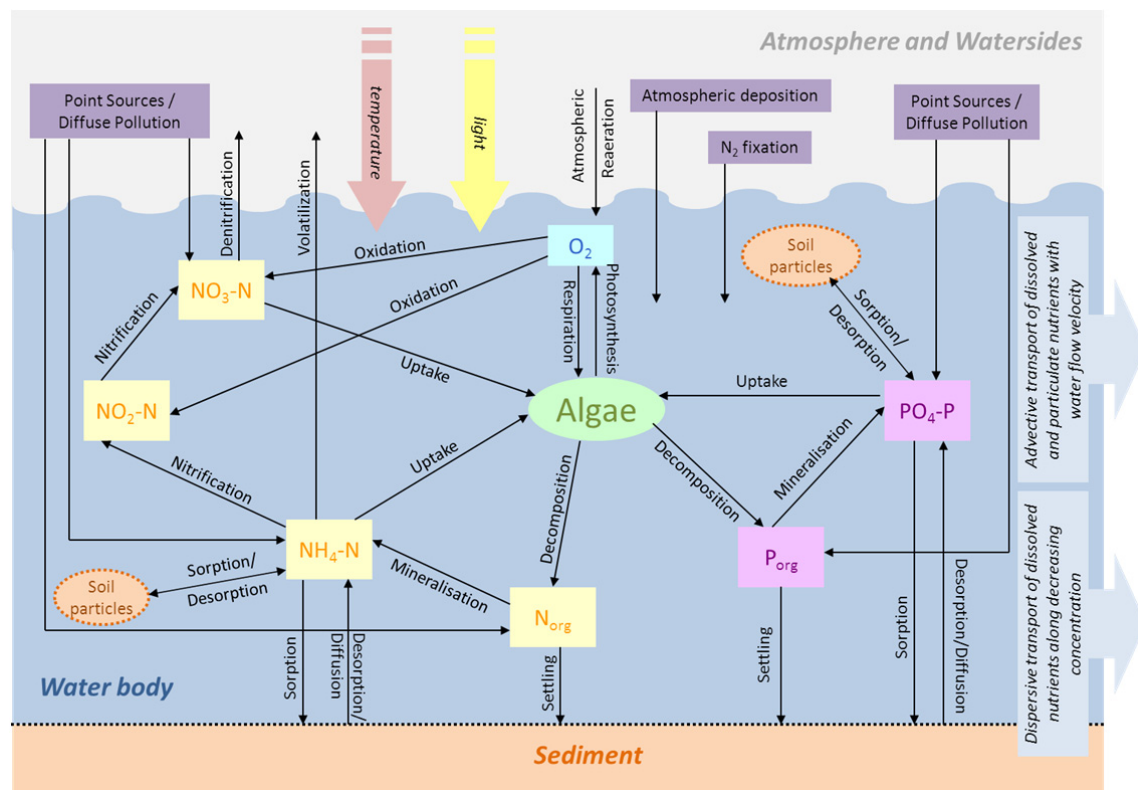 Atmosphere and Watersides
Point Sources /
Diffuse Pollution
temperature
light
Atmospheric
Reaeration
Atmospheric deposition
N₂ fixation
Point Sources /
Diffuse Pollution
Denitrification
Volatilization
Oxidation
O₂
Soil
particles
NO₃-N
Oxidation
Respiration
Photosynthesis
Sorption/
Desorption
Nitrification
Uptake
Uptake
NO₂-N
Algae
PO₄-P
Nitrification
Uptake
Decomposition
Decomposition
Mineralisation
NH₄-N
P_org
Sorption/
Desorption
Soil
particles
Mineralisation
N_org
Sorption
Desorption/
Diffusion
Settling
Settling
Sorption
Desorption/Diffusion
Water body
Sediment
Advective transport of dissolved
and particulate nutrients with
water flow velocity
Dispersive transport of dissolved
nutrients along decreasing
concentration